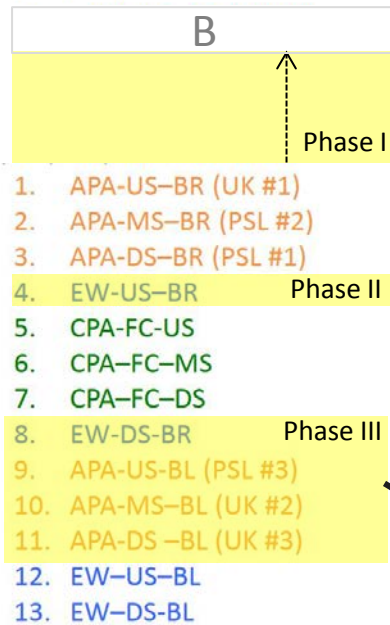 B
Phase I
1. APA-US–BR (UK #1)
2. APA-MS–BR (PSL #2)
3. APA-DS–BR (PSL #1)
4. EW-US–BR Phase II
5. CPA-FC-US
6. CPA–FC–MS
7. CPA–FC–DS
8. EW-DS-BR Phase III
9. APA-US-BL (PSL #3)
10. APA-MS–BL (UK #2)
11. APA-DS –BL (UK #3)
12. EW–US–BL
13. EW–DS-BL